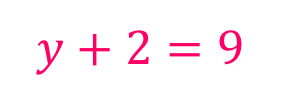 y + 2 = 9